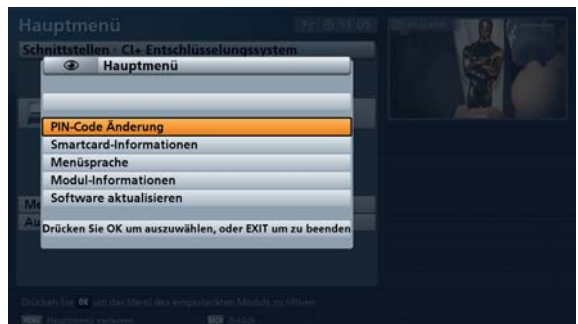 Hauptmenü
Fr 11:05
Schnittstellen CI+ Entschlüsselungssystem
Hauptmenü
PIN-Code Änderung
Smartcard-Informationen
Menüsprache
Modul-Informationen
Software aktualisieren
Drücken Sie OK um auszuwählen, oder EXIT um zu beenden
Drücken Sie OK um das Menü des eingesteckten Moduls zu öffnen
MENU Hauptmenü verlassen BACK Zurück